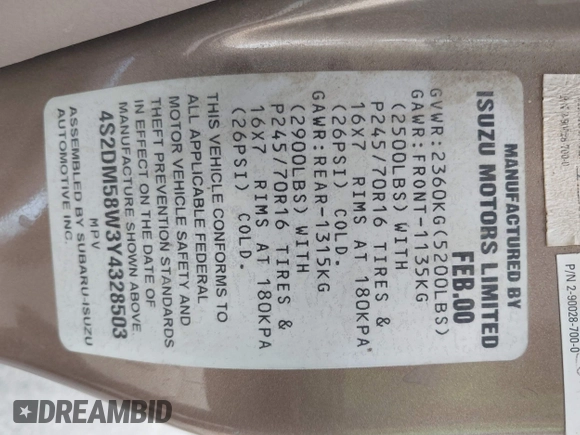 MANUFACTURED BY
ISUZU MOTORS LIMITED
FEB.00
GVWR:2360KG(5200LBS)
GAWR:FRONT-1135KG
(2500LBS) WITH
P245/70R16 TIRES &
16X7 RIMS AT 180KPA
(26PSI) COLD.
GAWR:REAR-1315KG
(2900LBS) WITH
P245/70R16 TIRES &
16X7 RIMS AT 180KPA
(26PSI) COLD.
THIS VEHICLE CONFORMS TO
ALL APPLICABLE FEDERAL
MOTOR VEHICLE SAFETY AND
THEFT PREVENTION STANDARDS
IN EFFECT ON THE DATE OF
MANUFACTURE SHOWN ABOVE.
4S2DM58W3Y4328503
MPV
ASSEMBLED BY SUBARU-ISUZU
AUTOMOTIVE INC.
P/N 2-90028-700-0
DREAMBID